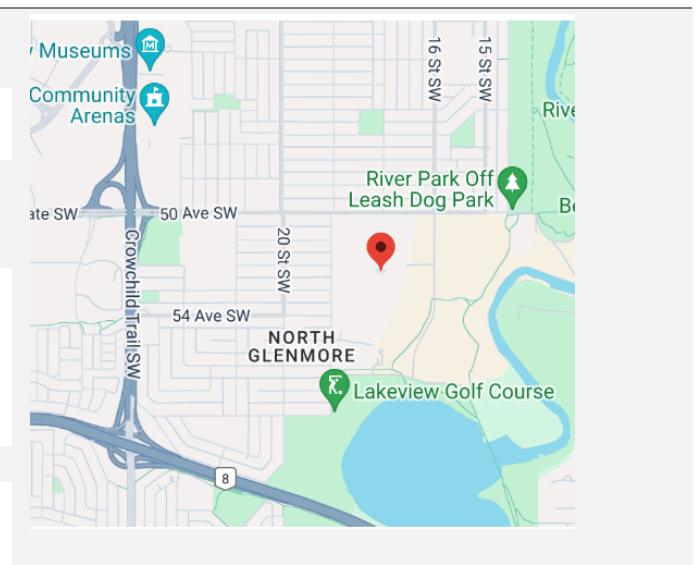 y Museums
Community
Arenas
16 St SW
15 St SW
Rive
River Park Off
Leash Dog Park
Be
ate SW
50 Ave SW
20 St SW
Crowchild Trail SW
54 Ave SW
NORTH
GLENMORE
Lakeview Golf Course
8